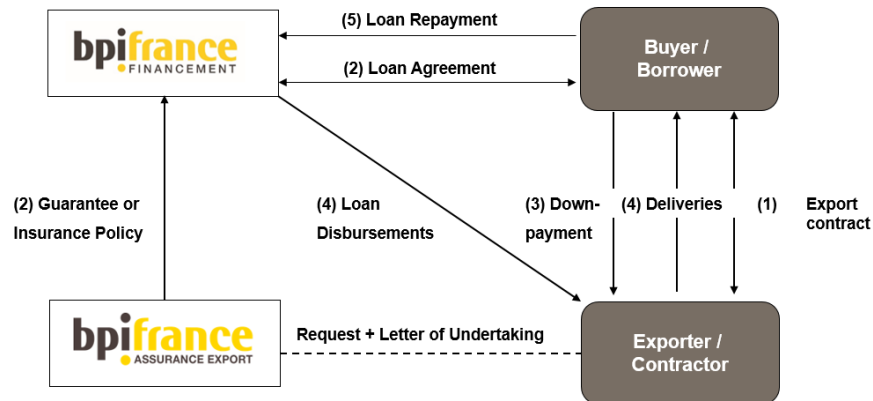 (5) Loan Repayment
bpifrance
FINANCEMENT
Buyer /
Borrower
(2) Loan Agreement
(2) Guarantee or
Insurance Policy
(4) Loan
Disbursements
(3) Down-
payment
(4) Deliveries
(1) Export
contract
bpifrance
ASSURANCE EXPORT
Request + Letter of Undertaking
Exporter /
Contractor